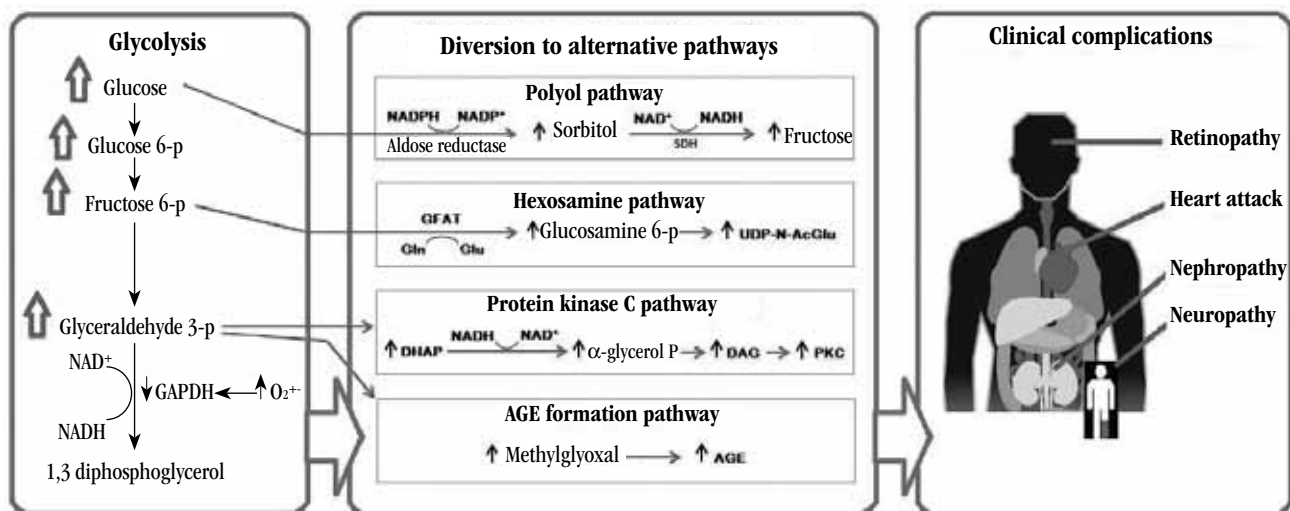 Glycolysis
Glucose
Glucose 6-p
Fructose 6-p
Glyceraldehyde 3-p
NAD⁺
GAPDH
O₂⁺⁻
NADH
1,3 diphosphoglycerol
Diversion to alternative pathways
Polyol pathway
NADPH NADP⁺ NAD⁺ NADH
Sorbitol Fructose
Aldose reductase SDH
Hexosamine pathway
GFAT
Glucosamine 6-p UDP-N-AcGlu
Gln Glu
Protein kinase C pathway
NADH NAD⁺
DHAP α-glycerol P DAG PKC
AGE formation pathway
Methylglyoxal AGE
Clinical complications
Retinopathy
Heart attack
Nephropathy
Neuropathy